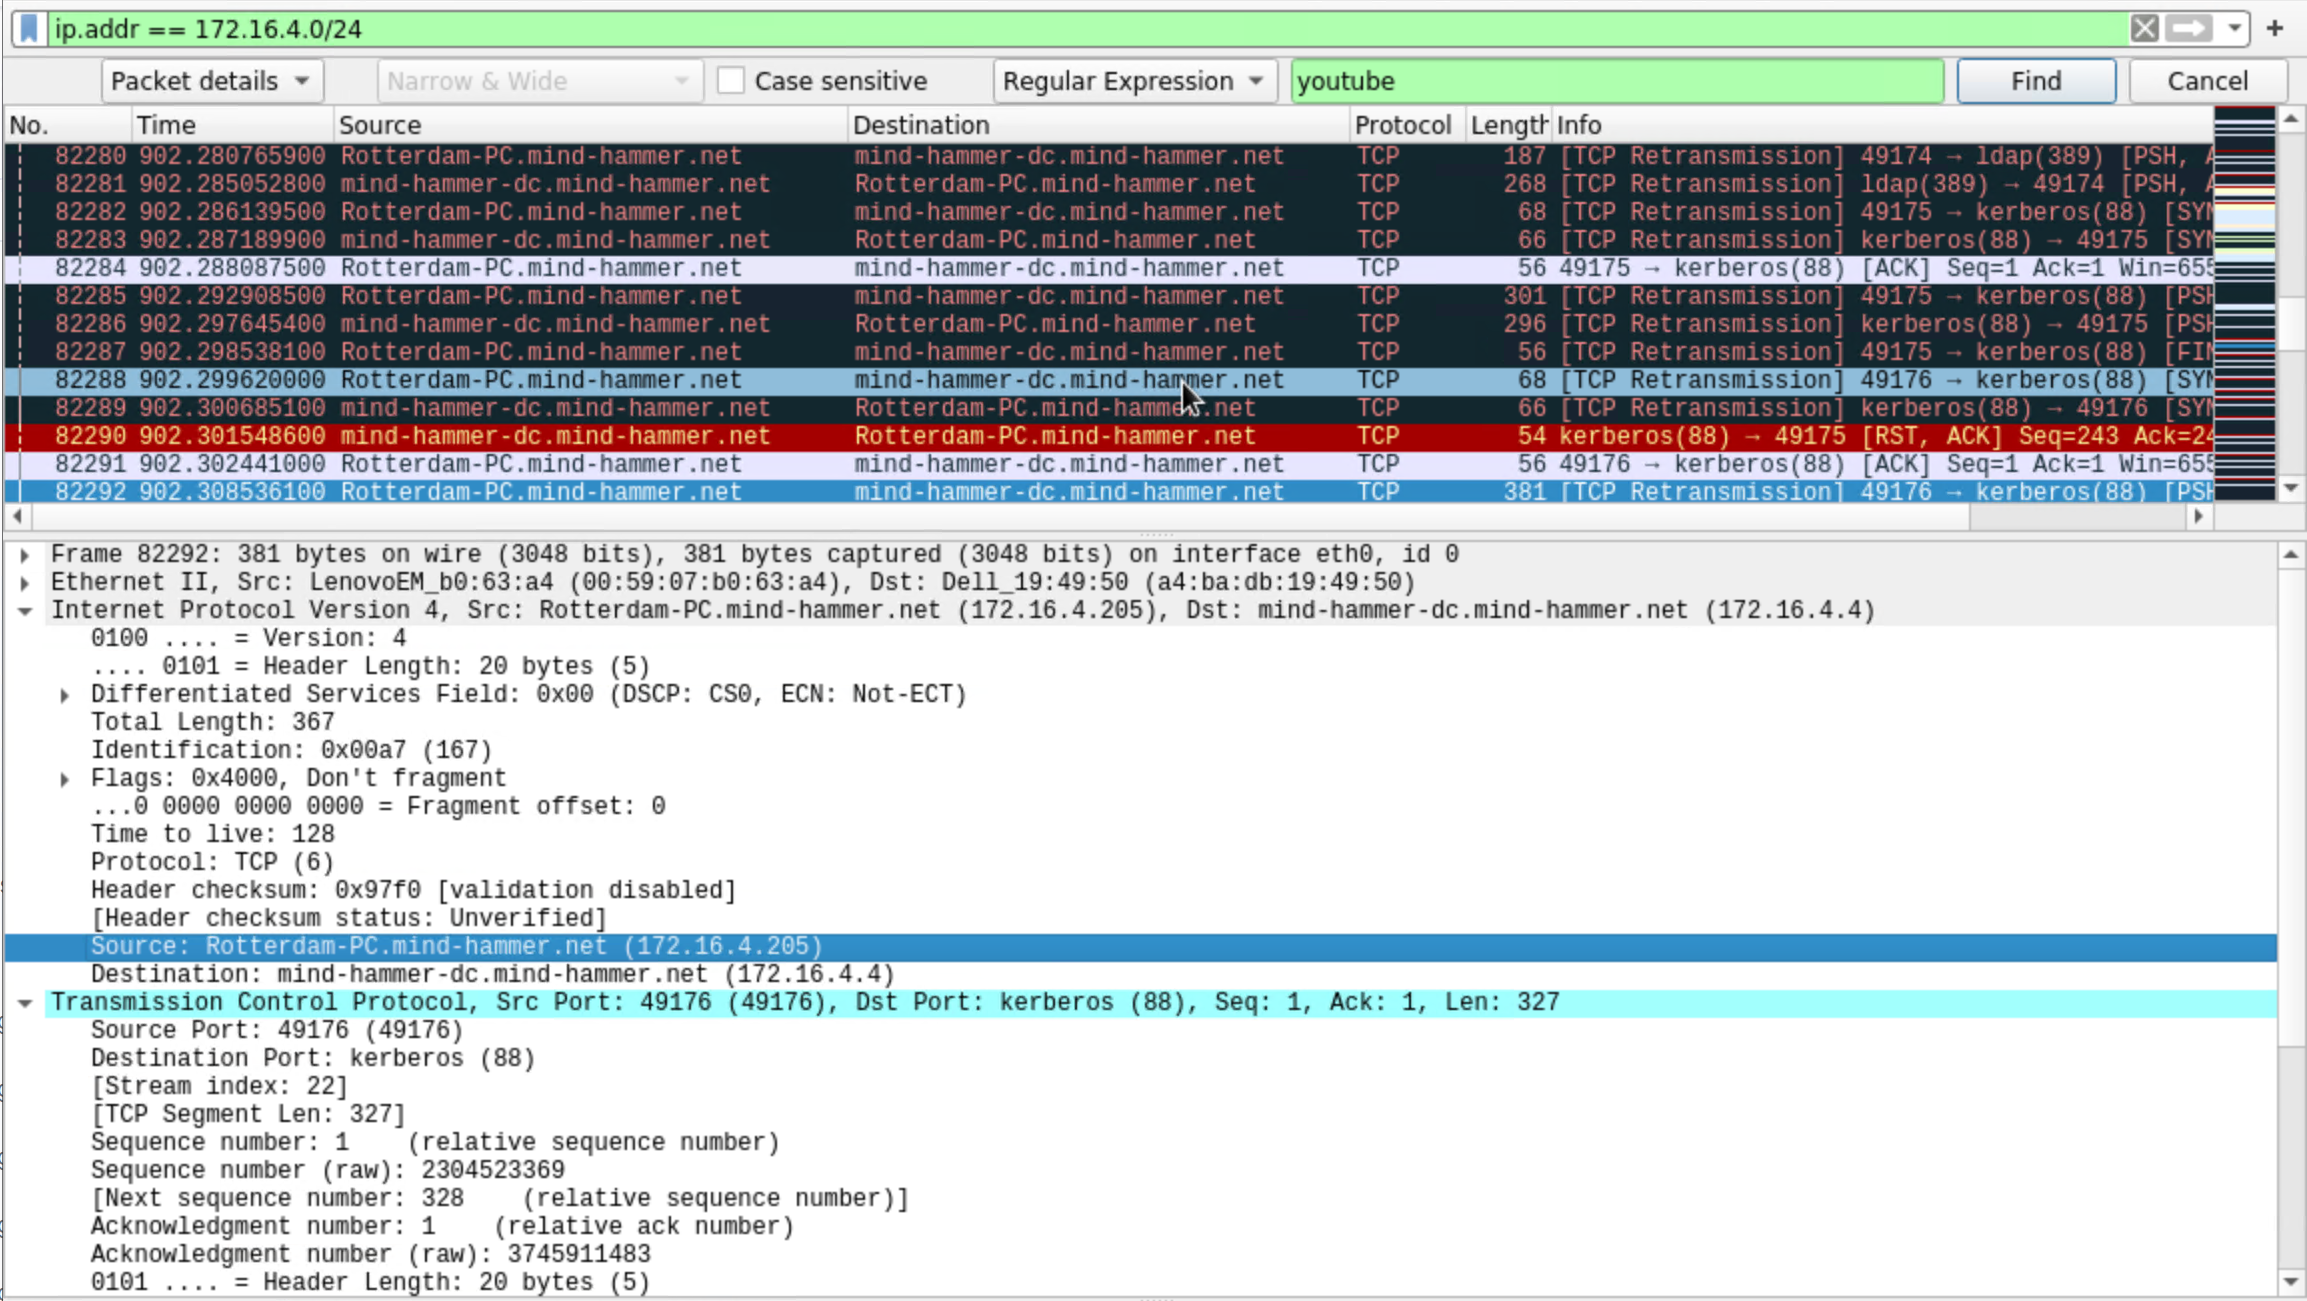 ip.addr == 172.16.4.0/24
Packet details Narrow & Wide Case sensitive Regular Expression youtube Find Cancel
No. Time Source Destination Protocol Length Info
82280 902.280765900 Rotterdam-PC.mind-hammer.net mind-hammer-dc.mind-hammer.net TCP 187 [TCP Retransmission] 49174 → ldap(389) [PSH, A
82281 902.285052800 mind-hammer-dc.mind-hammer.net Rotterdam-PC.mind-hammer.net TCP 268 [TCP Retransmission] ldap(389) → 49174 [PSH, A
82282 902.286139500 Rotterdam-PC.mind-hammer.net mind-hammer-dc.mind-hammer.net TCP 68 [TCP Retransmission] 49175 → kerberos(88) [SYN
82283 902.287189900 mind-hammer-dc.mind-hammer.net Rotterdam-PC.mind-hammer.net TCP 66 [TCP Retransmission] kerberos(88) → 49175 [SYN
82284 902.288087500 Rotterdam-PC.mind-hammer.net mind-hammer-dc.mind-hammer.net TCP 56 49175 → kerberos(88) [ACK] Seq=1 Ack=1 Win=655
82285 902.292908500 Rotterdam-PC.mind-hammer.net mind-hammer-dc.mind-hammer.net TCP 301 [TCP Retransmission] 49175 → kerberos(88) [PSH
82286 902.297645400 mind-hammer-dc.mind-hammer.net Rotterdam-PC.mind-hammer.net TCP 296 [TCP Retransmission] kerberos(88) → 49175 [PSH
82287 902.298538100 Rotterdam-PC.mind-hammer.net mind-hammer-dc.mind-hammer.net TCP 56 [TCP Retransmission] 49175 → kerberos(88) [FIN
82288 902.299620000 Rotterdam-PC.mind-hammer.net mind-hammer-dc.mind-hammer.net TCP 68 [TCP Retransmission] 49176 → kerberos(88) [SYN
82289 902.300685100 mind-hammer-dc.mind-hammer.net Rotterdam-PC.mind-hammer.net TCP 66 [TCP Retransmission] kerberos(88) → 49176 [SYN
82290 902.301548600 mind-hammer-dc.mind-hammer.net Rotterdam-PC.mind-hammer.net TCP 54 kerberos(88) → 49175 [RST, ACK] Seq=243 Ack=24
82291 902.302441000 Rotterdam-PC.mind-hammer.net mind-hammer-dc.mind-hammer.net TCP 56 49176 → kerberos(88) [ACK] Seq=1 Ack=1 Win=655
82292 902.308536100 Rotterdam-PC.mind-hammer.net mind-hammer-dc.mind-hammer.net TCP 381 [TCP Retransmission] 49176 → kerberos(88) [PSH
Frame 82292: 381 bytes on wire (3048 bits), 381 bytes captured (3048 bits) on interface eth0, id 0
Ethernet II, Src: LenovoEM_b0:63:a4 (00:59:07:b0:63:a4), Dst: Dell_19:49:50 (a4:ba:db:19:49:50)
Internet Protocol Version 4, Src: Rotterdam-PC.mind-hammer.net (172.16.4.205), Dst: mind-hammer-dc.mind-hammer.net (172.16.4.4)
0100 .... = Version: 4
.... 0101 = Header Length: 20 bytes (5)
Differentiated Services Field: 0x00 (DSCP: CS0, ECN: Not-ECT)
Total Length: 367
Identification: 0x00a7 (167)
Flags: 0x4000, Don't fragment
...0 0000 0000 0000 = Fragment offset: 0
Time to live: 128
Protocol: TCP (6)
Header checksum: 0x97f0 [validation disabled]
[Header checksum status: Unverified]
Source: Rotterdam-PC.mind-hammer.net (172.16.4.205)
Destination: mind-hammer-dc.mind-hammer.net (172.16.4.4)
Transmission Control Protocol, Src Port: 49176 (49176), Dst Port: kerberos (88), Seq: 1, Ack: 1, Len: 327
Source Port: 49176 (49176)
Destination Port: kerberos (88)
[Stream index: 22]
[TCP Segment Len: 327]
Sequence number: 1 (relative sequence number)
Sequence number (raw): 2304523369
[Next sequence number: 328 (relative sequence number)]
Acknowledgment number: 1 (relative ack number)
Acknowledgment number (raw): 3745911483
0101 .... = Header Length: 20 bytes (5)